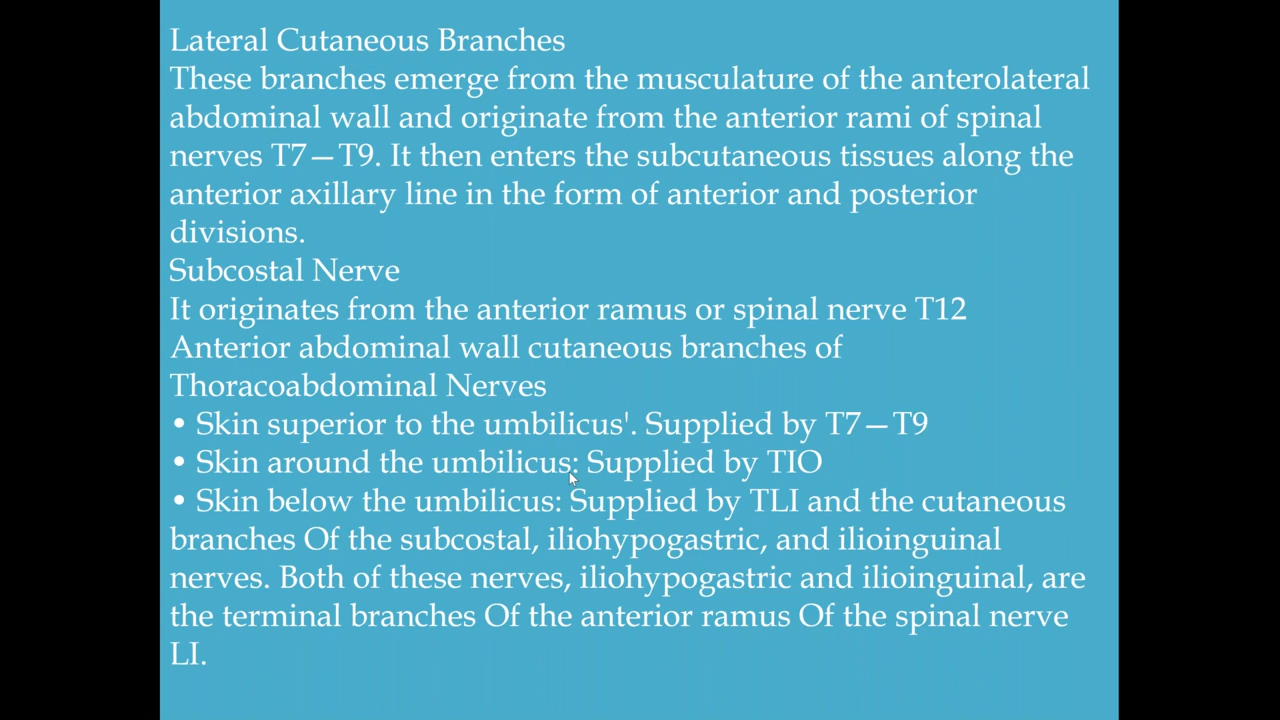 Lateral Cutaneous Branches
These branches emerge from the musculature of the anterolateral
abdominal wall and originate from the anterior rami of spinal
nerves T7—T9. It then enters the subcutaneous tissues along the
anterior axillary line in the form of anterior and posterior
divisions.
Subcostal Nerve
It originates from the anterior ramus or spinal nerve T12
Anterior abdominal wall cutaneous branches of
Thoracoabdominal Nerves
• Skin superior to the umbilicus'. Supplied by T7—T9
• Skin around the umbilicus: Supplied by TIO
• Skin below the umbilicus: Supplied by TLI and the cutaneous
branches Of the subcostal, iliohypogastric, and ilioinguinal
nerves. Both of these nerves, iliohypogastric and ilioinguinal, are
the terminal branches Of the anterior ramus Of the spinal nerve
LI.